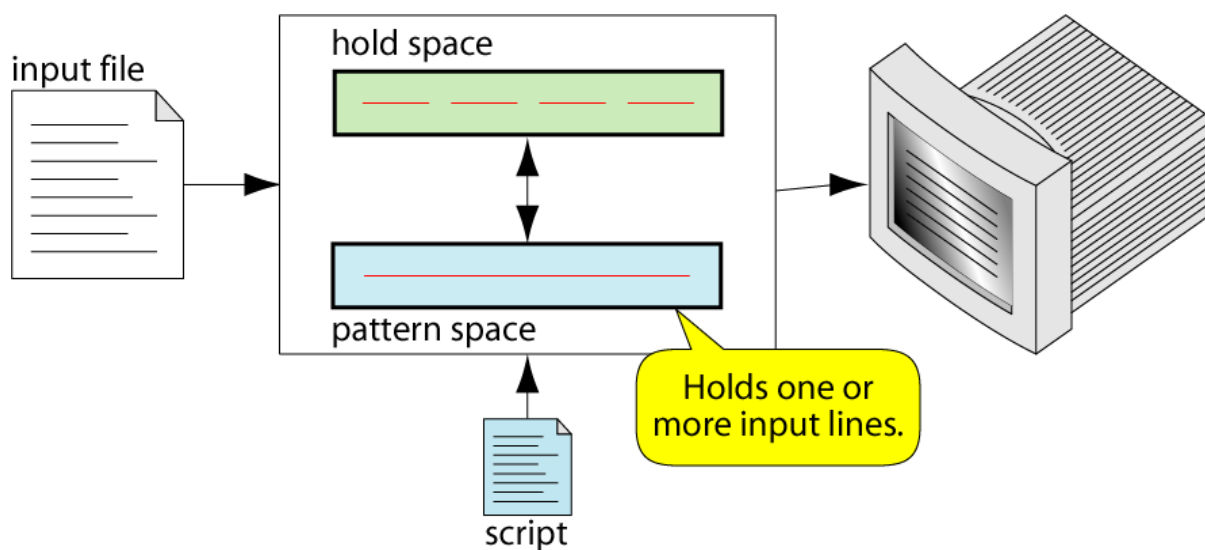 input file
hold space
pattern space
Holds one or
more input lines.
script